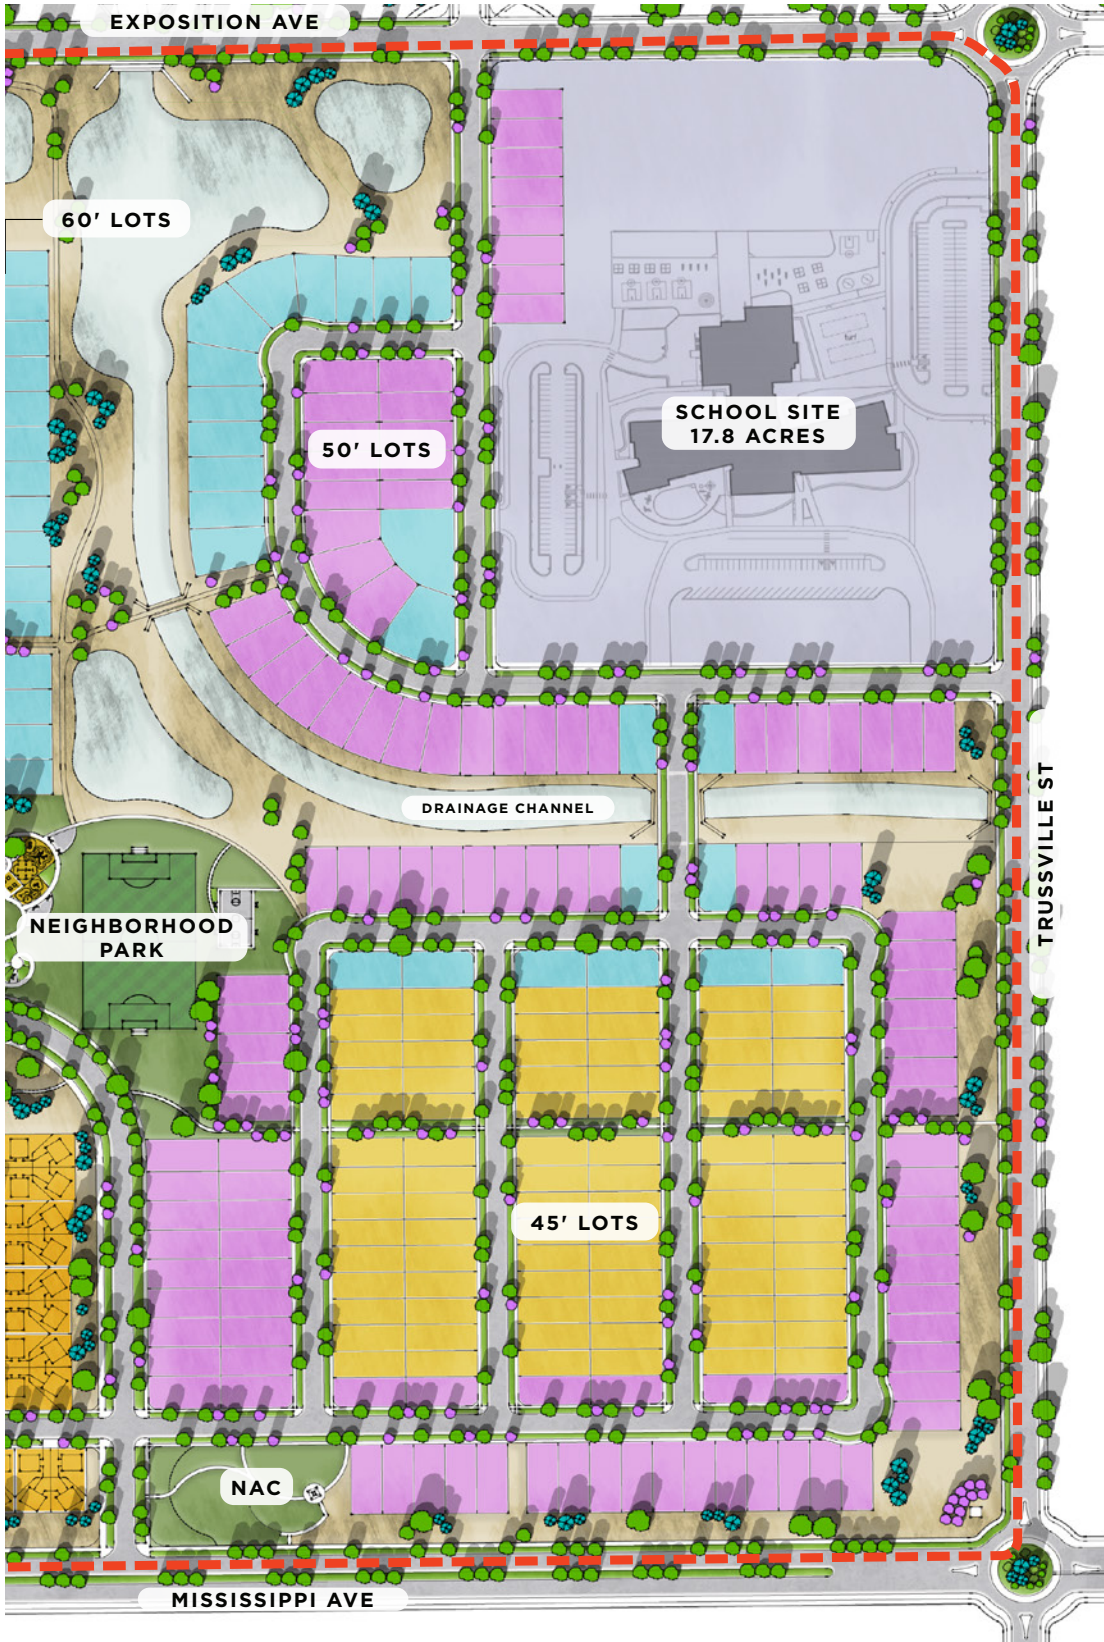 EXPOSITION AVE
60' LOTS
SCHOOL SITE
17.8 ACRES
50' LOTS
DRAINAGE CHANNEL
TRUSSVILLE ST
NEIGHBORHOOD
PARK
45' LOTS
NAC
MISSISSIPPI AVE